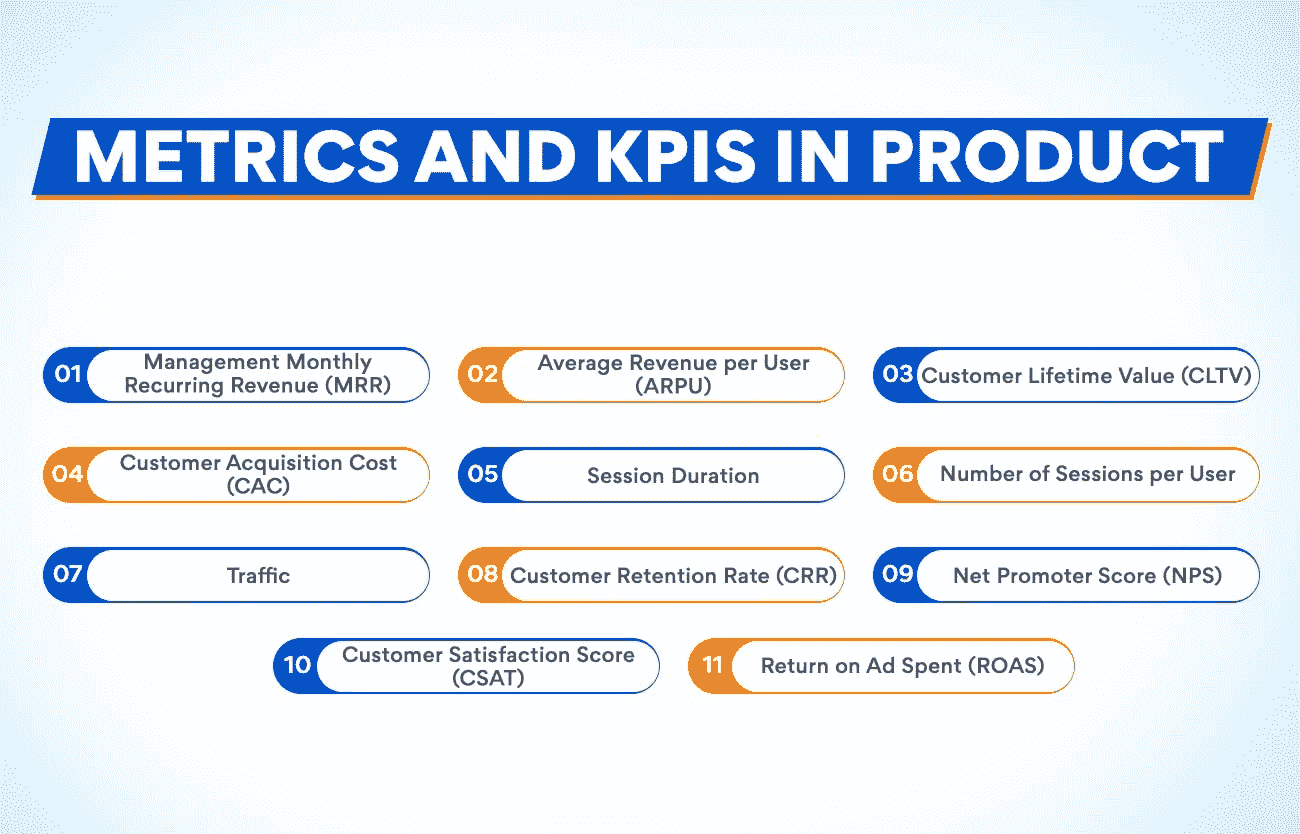 METRICS AND KPIS IN PRODUCT
01
Management Monthly
Recurring Revenue (MRR)
02
Average Revenue per User
(ARPU)
03
Customer Lifetime Value (CLTV)
04
Customer Acquisition Cost
(CAC)
05
Session Duration
06
Number of Sessions per User
07
Traffic
08
Customer Retention Rate (CRR)
09
Net Promoter Score (NPS)
10
Customer Satisfaction Score
(CSAT)
11
Return on Ad Spent (ROAS)